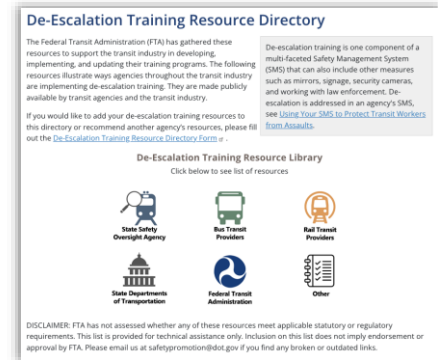 De-Escalation Training Resource Directory
The Federal Transit Administration (FTA) has gathered these
resources to support the transit industry in developing,
implementing, and updating their training programs. The following
resources illustrate ways agencies throughout the transit industry
are implementing de-escalation training. They are made publicly
available by transit agencies and the transit industry.
If you would like to add your de-escalation training resources to
this directory or recommend another agency's resources, please fill
out the De-Escalation Training Resource Directory Form .
De-escalation training is one component of a
multi-faceted Safety Management System
(SMS) that can also include other measures
such as mirrors, signage, security cameras,
and working with law enforcement. De-
escalation is addressed in an agency's SMS,
see Using Your SMS to Protect Transit Workers
from Assaults.
De-Escalation Training Resource Library
Click below to see list of resources
State Safety
Oversight Agency
Bus Transit
Providers
Rail Transit
Providers
State Departments
of Transportation
Federal Transit
Administration
Other
DISCLAIMER: FTA has not assessed whether any of these resources meet applicable statutory or regulatory
requirements. This list is provided for technical assistance only. Inclusion on this list does not imply endorsement or
approval by FTA. Please email us at safetypromotion@dot.gov if you find any broken or outdated links.